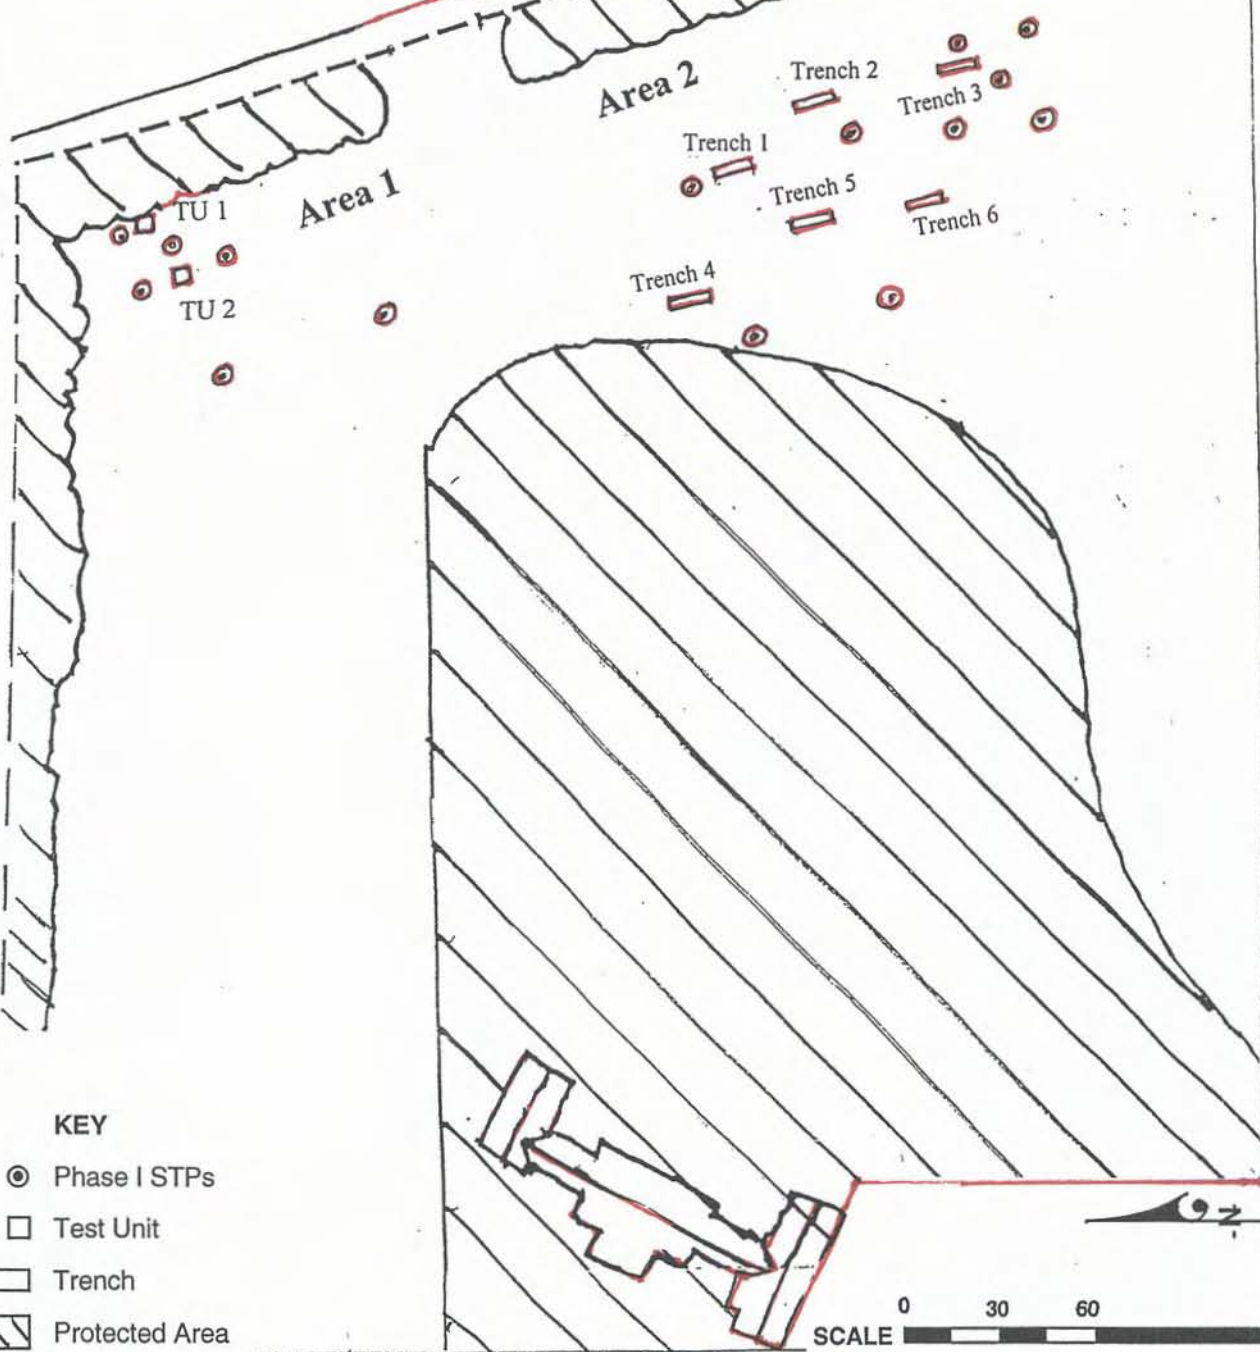 Area 2
Trench 2
Trench 3
Trench 1
Area 1
TU 1
Trench 5
Trench 6
Trench 4
TU 2
KEY
Phase I STPs
Test Unit
Trench
Protected Area
N
0 30 60
SCALE